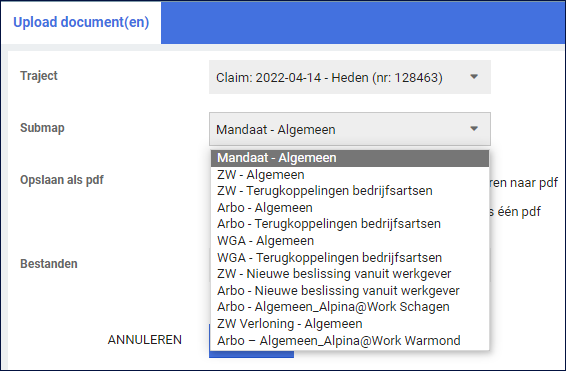 Upload document(en)
Traject
Claim: 2022-04-14 - Heden (nr: 128463)
Submap
Mandaat - Algemeen
Mandaat - Algemeen
ZW - Algemeen
Opslaan als pdf
ren naar pdf
ZW - Terugkoppelingen bedrijfsartsen
Arbo - Algemeen
s één pdf
Arbo - Terugkoppelingen bedrijfsartsen
WGA - Algemeen
WGA - Terugkoppelingen bedrijfsartsen
Bestanden
ZW - Nieuwe beslissing vanuit werkgever
Arbo - Nieuwe beslissing vanuit werkgever
Arbo - Algemeen_Alpina@Work Schagen
ZW Verloning - Algemeen
ANNULEREN
Arbo – Algemeen_Alpina@Work Warmond